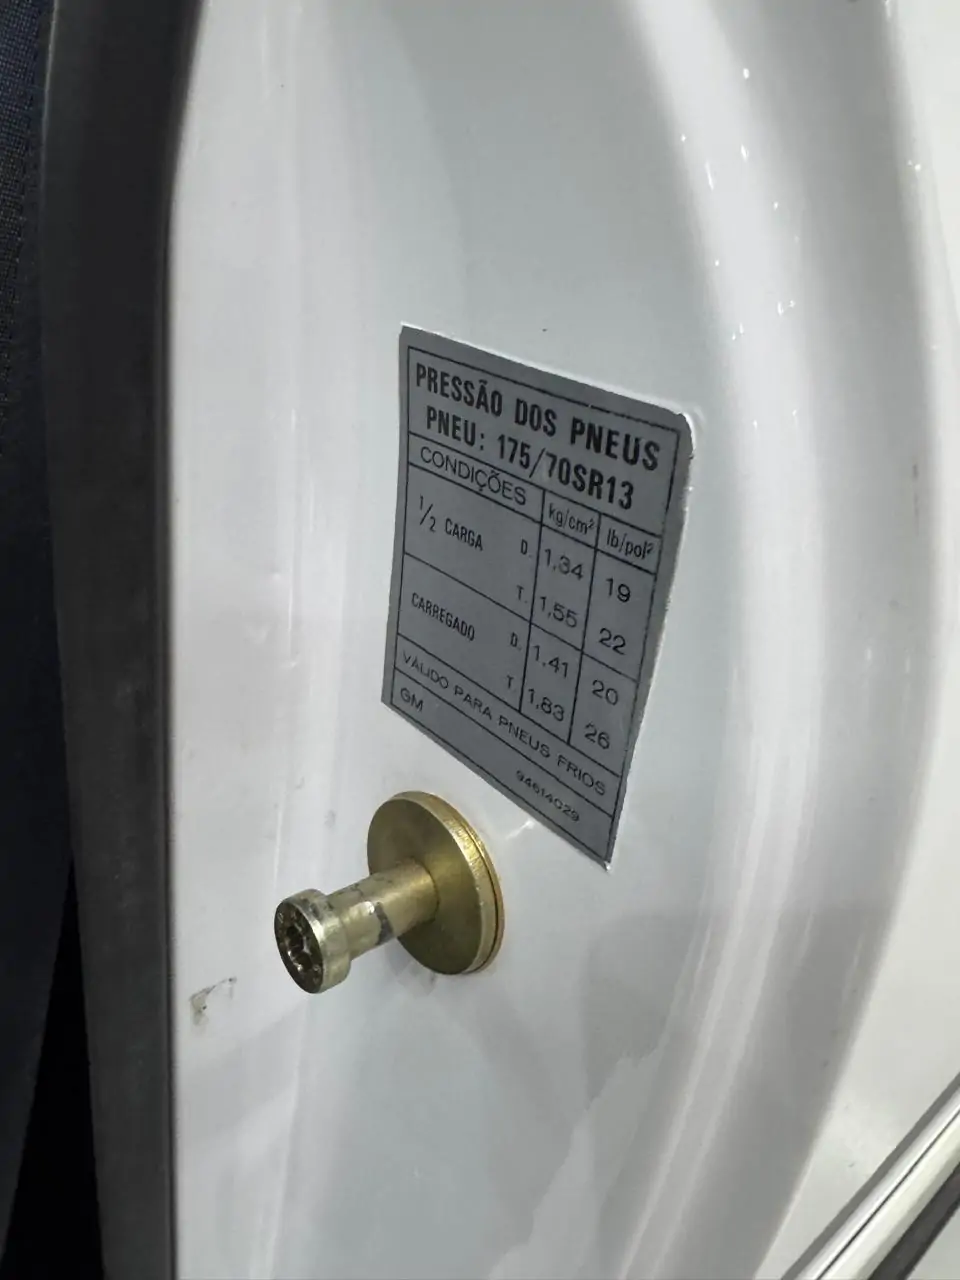 PRESSÃO DOS PNEUS
PNEU: 175/70SR13
CONDIÇÕES kg/cm² lb/pol²
1/2 CARGA D. 1,34 19
T. 1,55 22
CARREGADO D. 1.41 20
T. 1,83 26
VÁLIDO PARA PNEUS FRIOS
GM 94614029